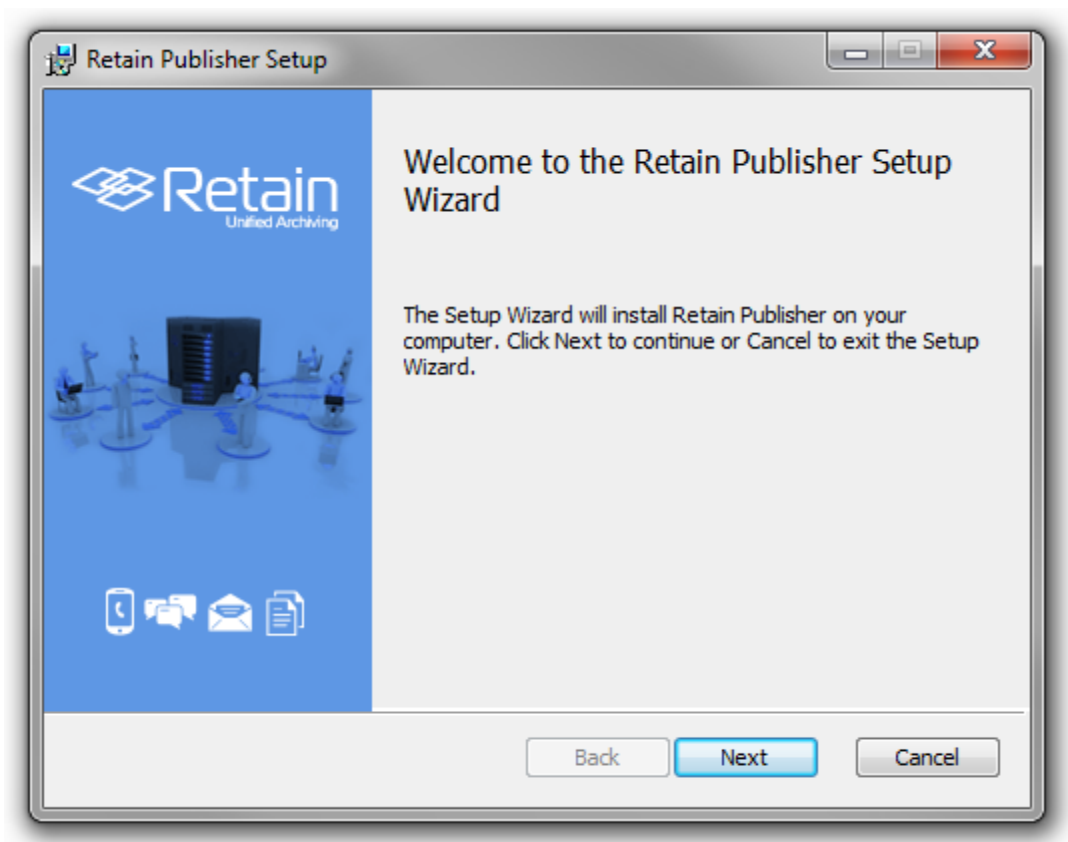 Retain Publisher Setup
Retain
Unified Archiving
Welcome to the Retain Publisher Setup
Wizard
The Setup Wizard will install Retain Publisher on your
computer. Click Next to continue or Cancel to exit the Setup
Wizard.
Back Next Cancel